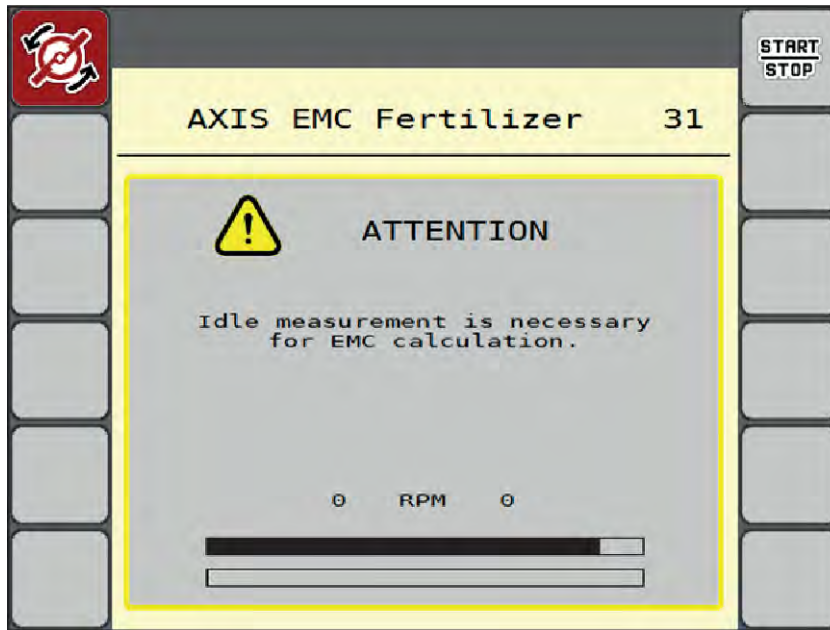 START
STOP
AXIS EMC Fertilizer 31
!
ATTENTION
Idle measurement is necessary
for EMC calculation.
0 RPM 0